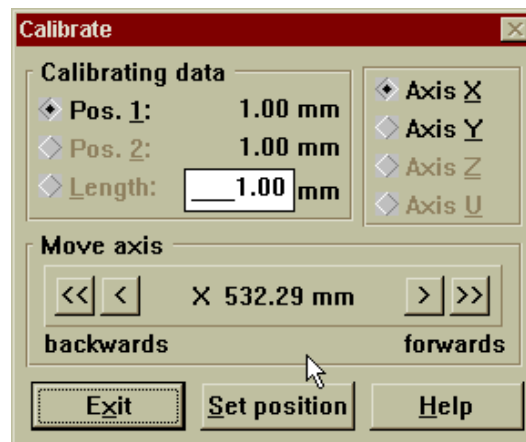 Calibrate
Calibrating data
Pos. 1: 1.00 mm
Pos. 2: 1.00 mm
Length: ___1.00 mm
Axis X
Axis Y
Axis Z
Axis U
Move axis
<< < X 532.29 mm > >>
backwards forwards
Exit Set position Help